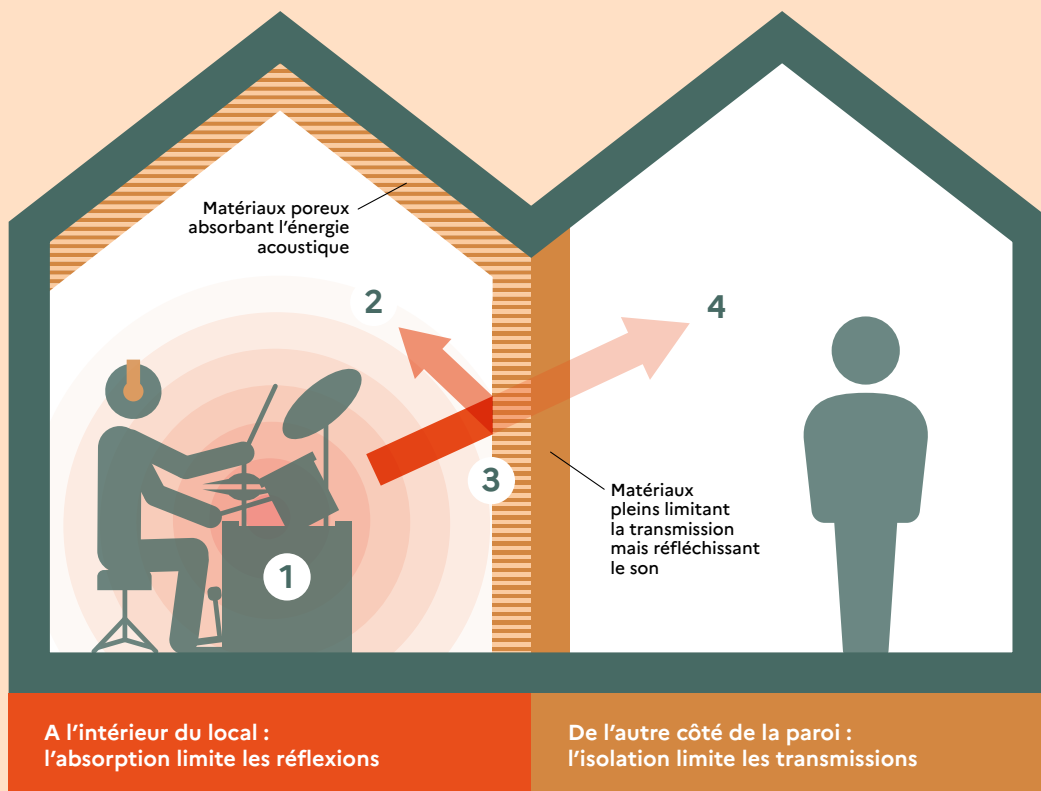 Matériaux poreux
absorbant l’énergie
acoustique
2
4
3
Matériaux
pleins limitant
la transmission
mais réfléchissant
le son
1
A l’intérieur du local :
l’absorption limite les réflexions
De l’autre côté de la paroi :
l’isolation limite les transmissions